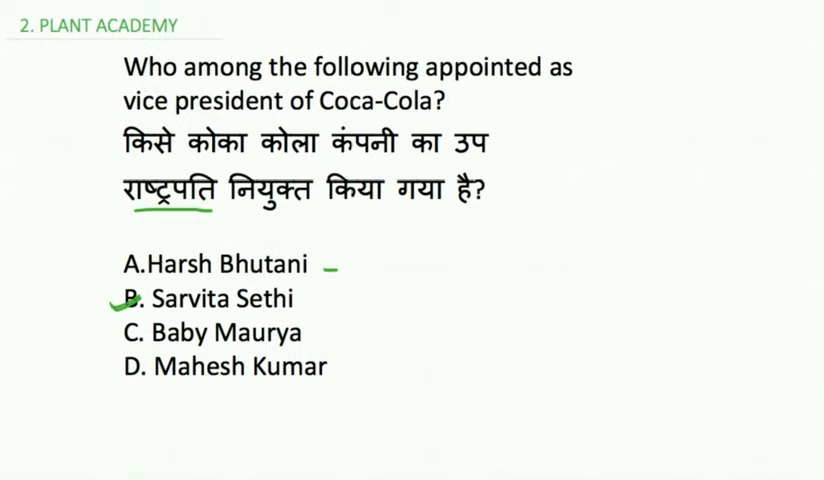 2. PLANT ACADEMY
Who among the following appointed as
vice president of Coca-Cola?
किसे कोका कोला कंपनी का उप
राष्ट्रपति नियुक्त किया गया है?
A.Harsh Bhutani
B. Sarvita Sethi
C. Baby Maurya
D. Mahesh Kumar